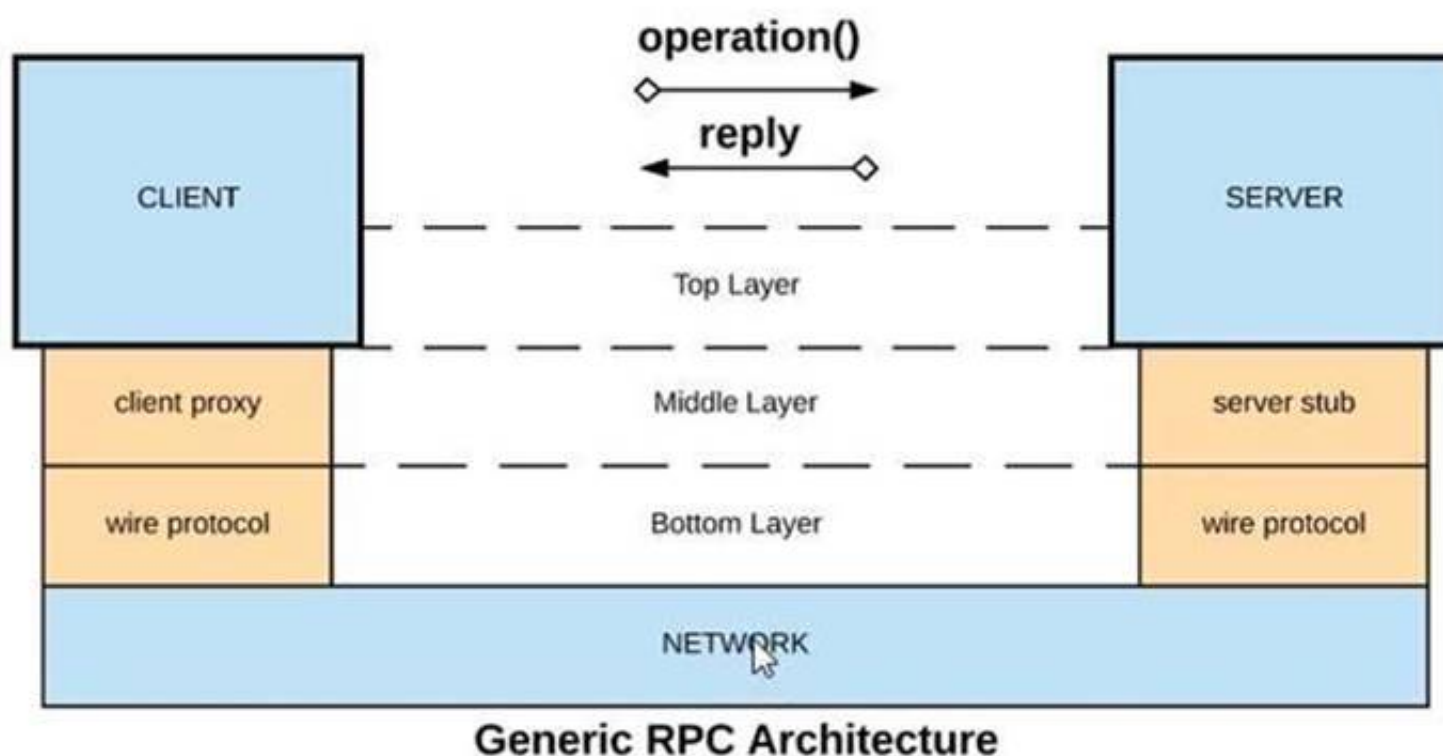 operation()
reply
CLIENT
SERVER
Top Layer
client proxy
Middle Layer
server stub
wire protocol
Bottom Layer
wire protocol
NETWORK
Generic RPC Architecture